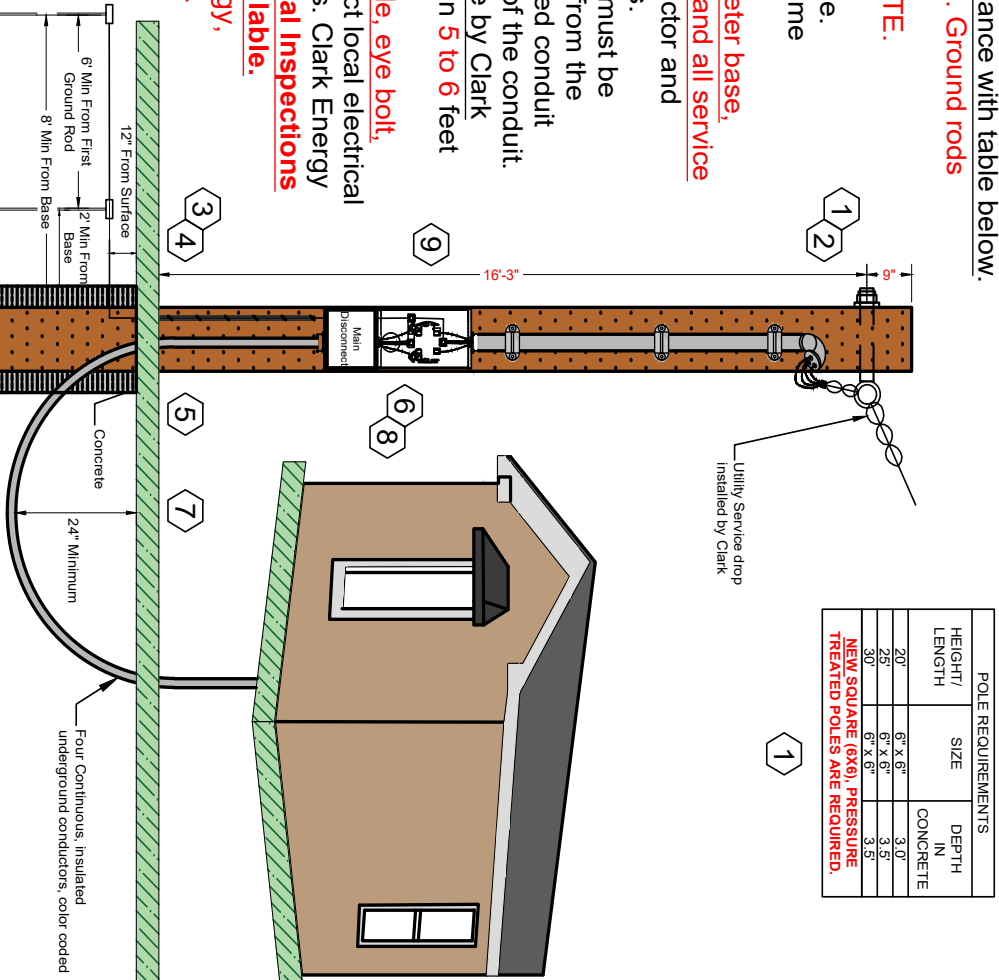 ance with table below.
. Ground rods
TE.
e.
me
eter base,
and all service
ctor and
s.
must be
from the
ed conduit
of the conduit.
e by Clark
n 5 to 6 feet
le, eye bolt,
ct local electrical
s. Clark Energy
al Inspections
lable.
gy,
POLE REQUIREMENTS
HEIGHT/ LENGTH SIZE DEPTH IN CONCRETE
20' 6" x 6" 3.0'
25' 6" x 6" 3.5'
30' 6" x 6" 3.5'
NEW SQUARE (6X6), PRESSURE
TREATED POLES ARE REQUIRED.
1
9"
1
2
Utility Service drop
installed by Clark
16'-3"
9
Main
Disconnect
6
8
3
4
5
7
12" From Surface
6' Min From First
Ground Rod
2' Min From
Base
8' Min From Base
Concrete
24" Minimum
Four Continuous, insulated
underground conductors, color coded